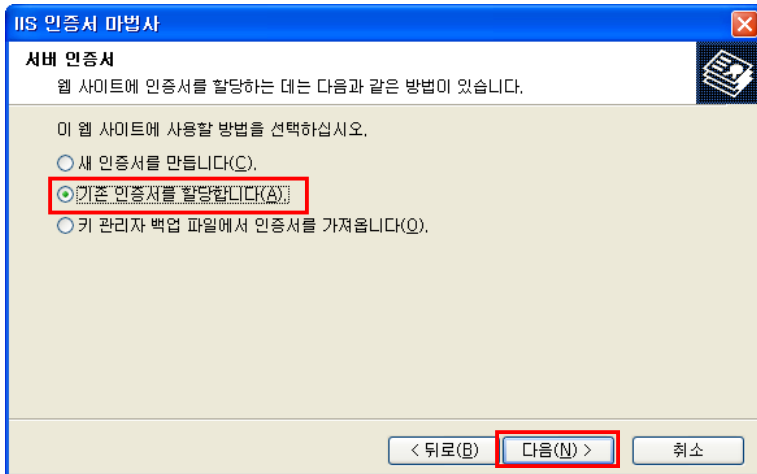 IIS 인증서 마법사
서버 인증서
웹 사이트에 인증서를 할당하는 데는 다음과 같은 방법이 있습니다.
이 웹 사이트에 사용할 방법을 선택하십시오.
새 인증서를 만듭니다(C).
기존 인증서를 할당합니다(A).
키 관리자 백업 파일에서 인증서를 가져옵니다(O).
< 뒤로(B) 다음(N) > 취소